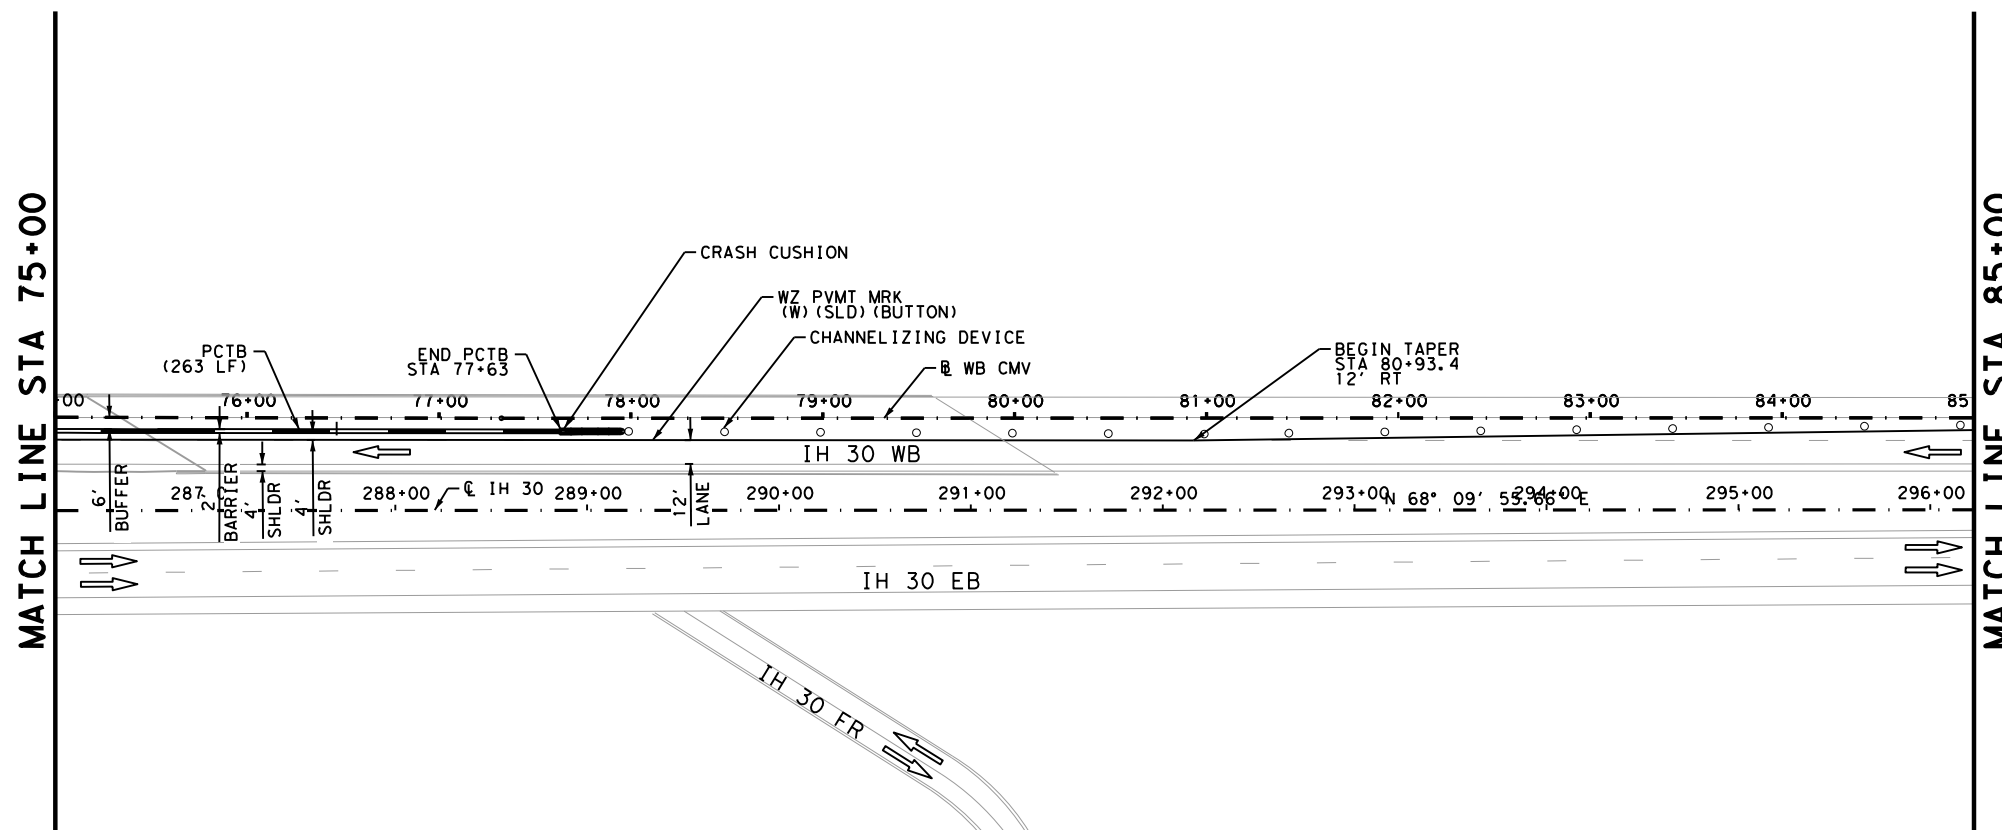 MATCH LINE STA 75+00
MATCH LINE STA 85+00
CRASH CUSHION
WZ PVMT MRK
(W)(SLD)(BUTTON)
CHANNELIZING DEVICE
PCTB
(263 LF)
END PCTB
STA 77+63
BEGIN TAPER
STA 80+93.4
12' RT
BL WB CMV
00
76+00
77+00
78+00
79+00
80+00
81+00
82+00
83+00
84+00
85
IH 30 WB
6'
BUFFER
2'
BARRIER
4'
SHLDR
4'
SHLDR
12'
LANE
CL IH 30
287
288+00
289+00
290+00
291+00
292+00
293+00
294+00
295+00
296+00
N 68° 09' 55.66" E
IH 30 EB
IH 30 FR